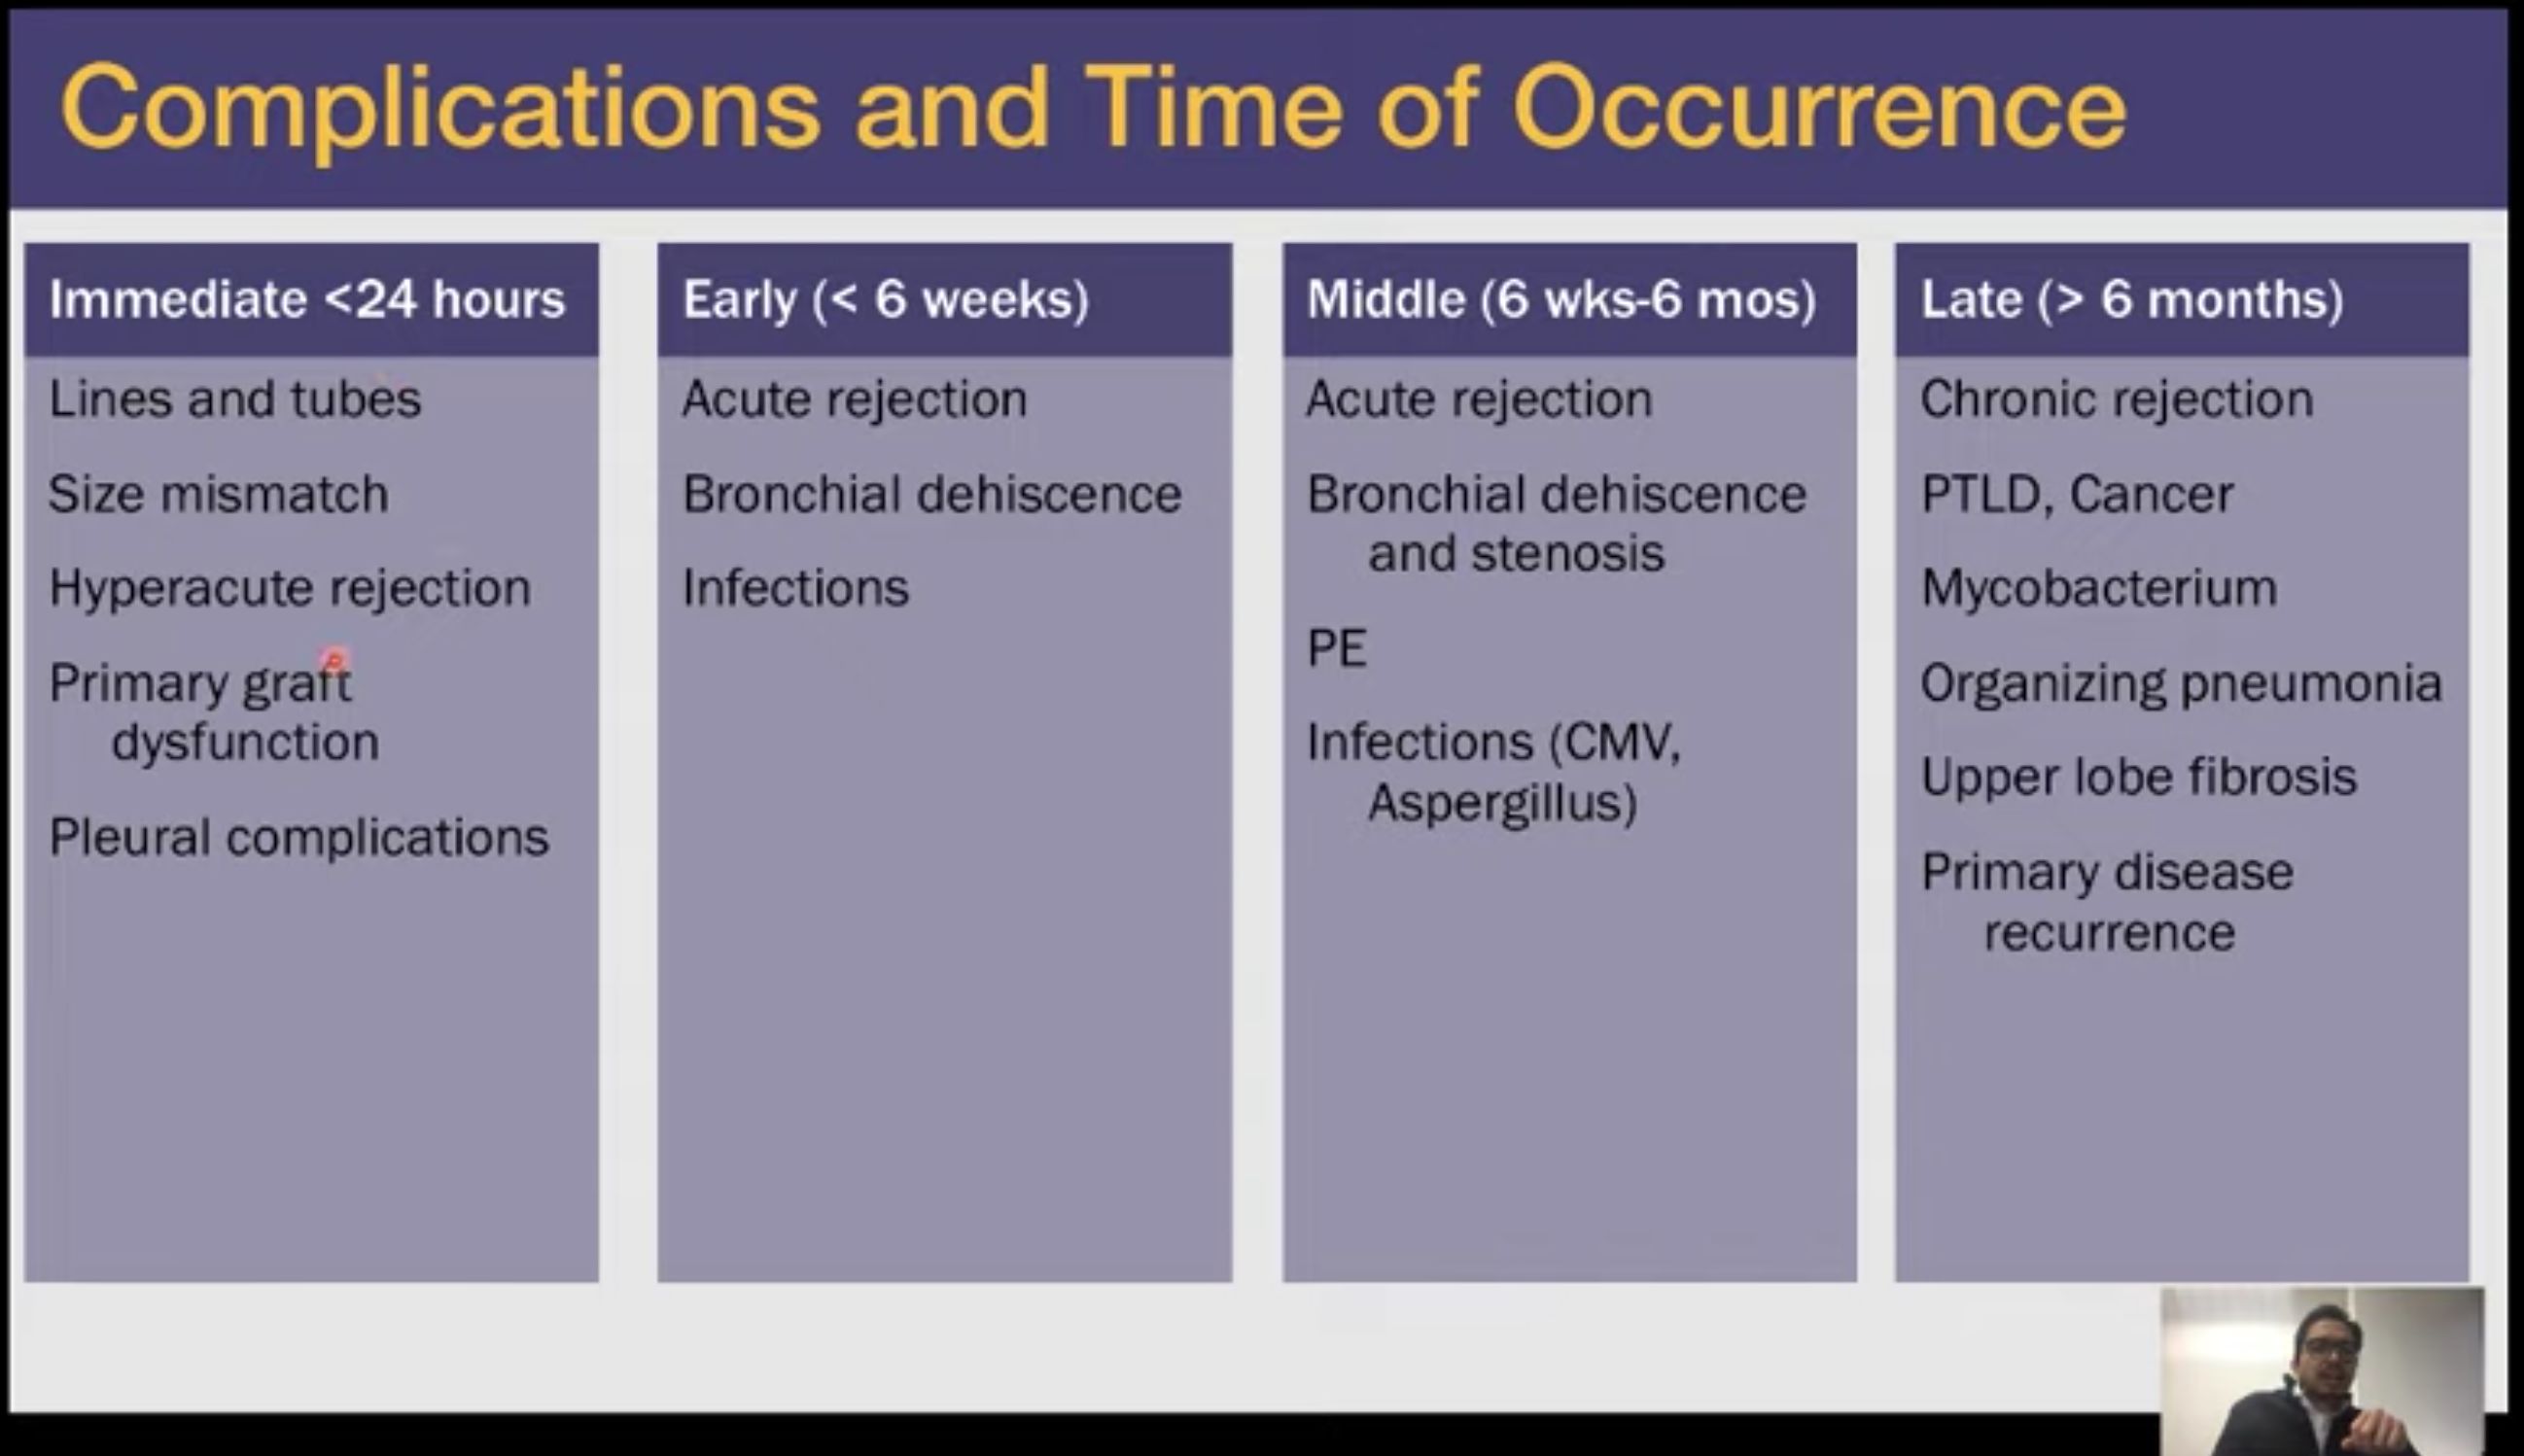 Complications and Time of Occurrence
Immediate <24 hours
Lines and tubes
Size mismatch
Hyperacute rejection
Primary graft
dysfunction
Pleural complications
Early (< 6 weeks)
Acute rejection
Bronchial dehiscence
Infections
Middle (6 wks-6 mos)
Acute rejection
Bronchial dehiscence
and stenosis
PE
Infections (CMV,
Aspergillus)
Late (> 6 months)
Chronic rejection
PTLD, Cancer
Mycobacterium
Organizing pneumonia
Upper lobe fibrosis
Primary disease
recurrence